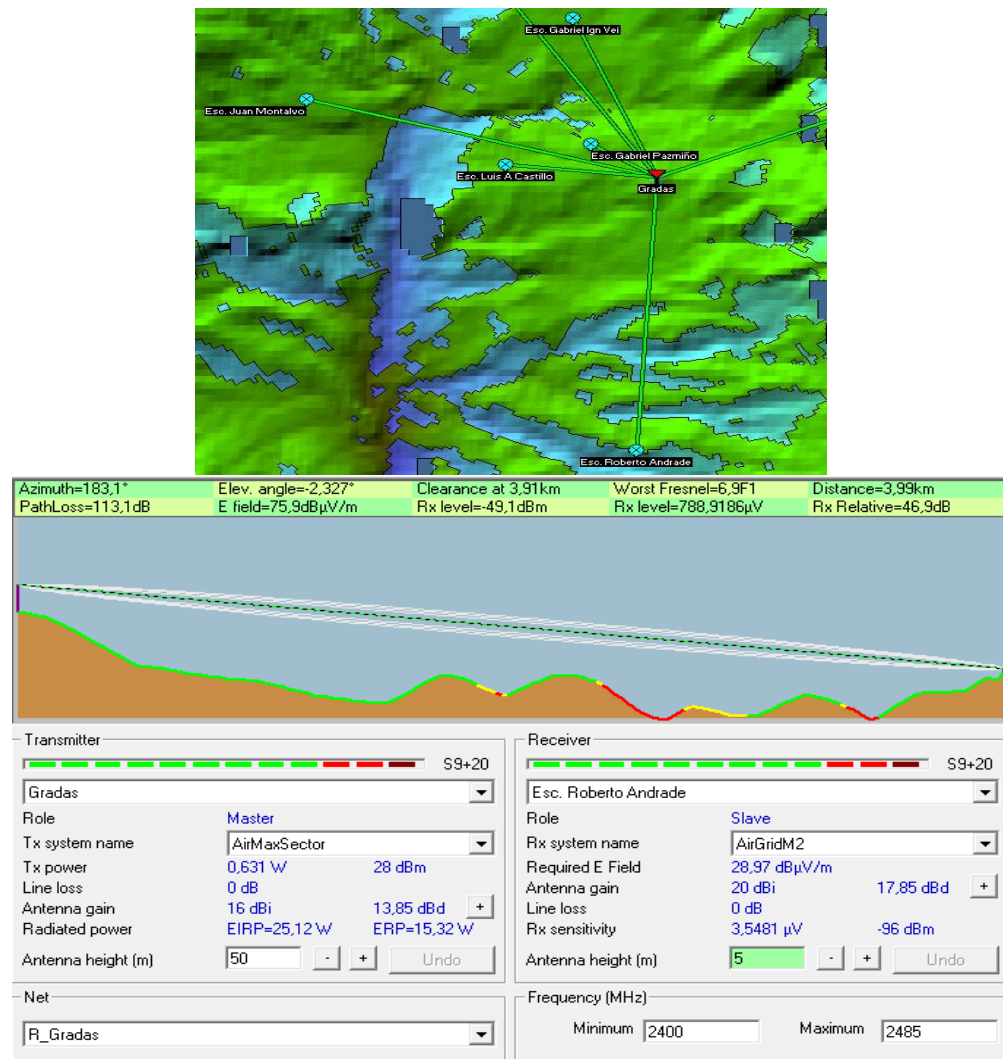 Esc. Gabriel Ign Vei
Esc. Juan Montalvo
Esc. Gabriel Pazmiño
Esc. Luis A Castillo
Gradas
Esc. Roberto Andrade
Azimuth=183,1° Elev. angle=-2,327° Clearance at 3,91km Worst Fresnel=6,9F1 Distance=3,99km
PathLoss=113,1dB E field=75,9dBµV/m Rx level=-49,1dBm Rx level=788,9186µV Rx Relative=46,9dB
Transmitter Receiver
S9+20 S9+20
Gradas Esc. Roberto Andrade
Role Master Role Slave
Tx system name AirMaxSector Rx system name AirGridM2
Tx power 0,631 W 28 dBm Required E Field 28,97 dBµV/m
Line loss 0 dB Antenna gain 20 dBi 17,85 dBd +
Antenna gain 16 dBi 13,85 dBd + Line loss 0 dB
Radiated power EIRP=25,12 W ERP=15,32 W Rx sensitivity 3,5481 µV -96 dBm
Antenna height (m) 50 - + Undo Antenna height (m) 5 - + Undo
Net Frequency (MHz)
R_Gradas Minimum 2400 Maximum 2485